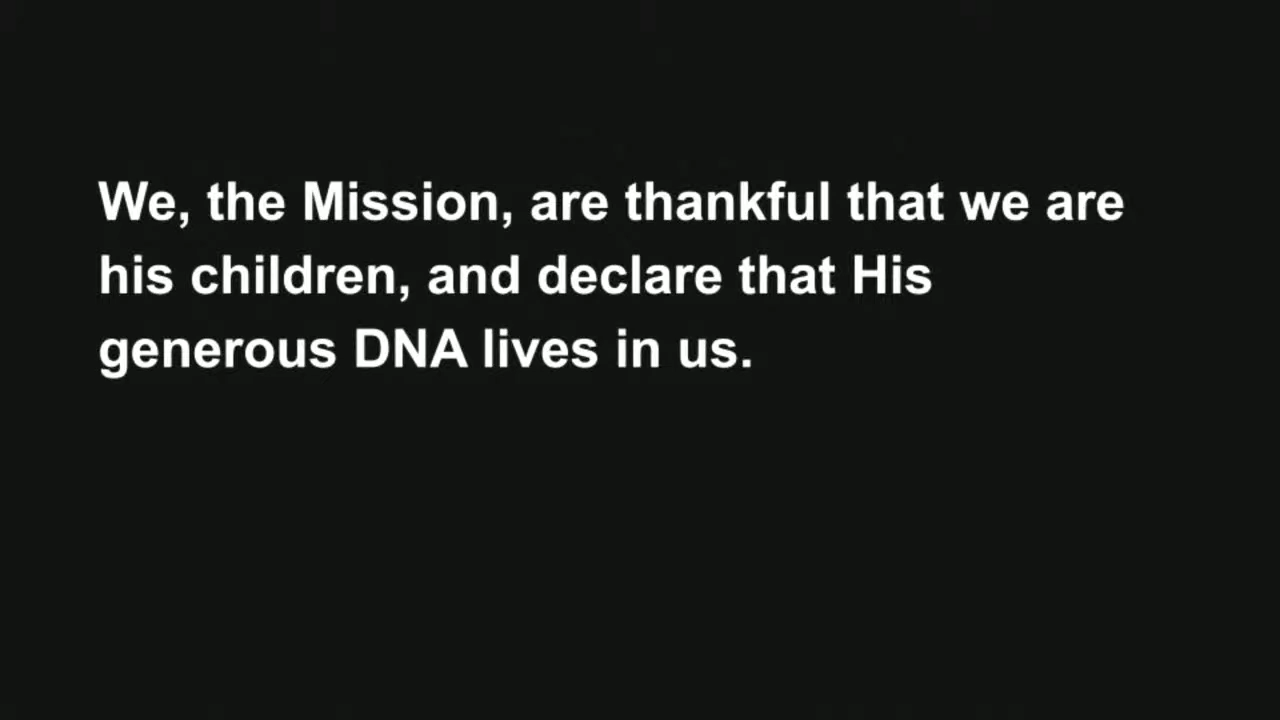 We, the Mission, are thankful that we are
his children, and declare that His
generous DNA lives in us.